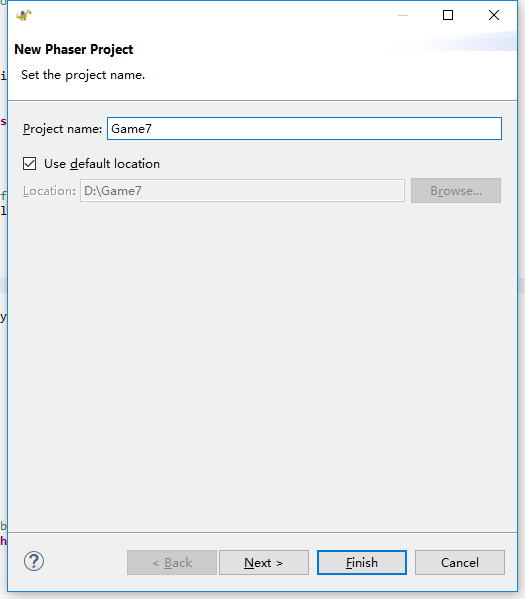 New Phaser Project
Set the project name.
Project name: Game7
Use default location
Location: D:\Game7 Browse...
< Back Next > Finish Cancel